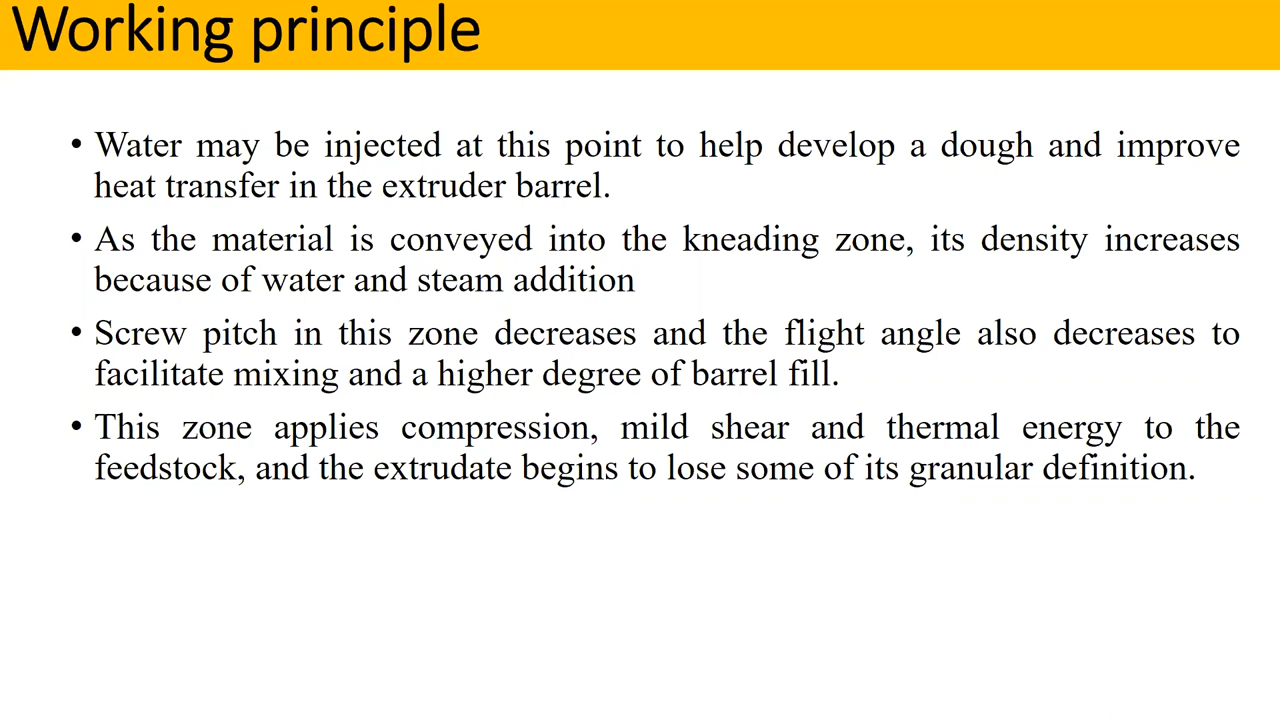 Working principle
• Water may be injected at this point to help develop a dough and improve
heat transfer in the extruder barrel.
• As the material is conveyed into the kneading zone, its density increases
because of water and steam addition
• Screw pitch in this zone decreases and the flight angle also decreases to
facilitate mixing and a higher degree of barrel fill.
• This zone applies compression, mild shear and thermal energy to the
feedstock, and the extrudate begins to lose some of its granular definition.